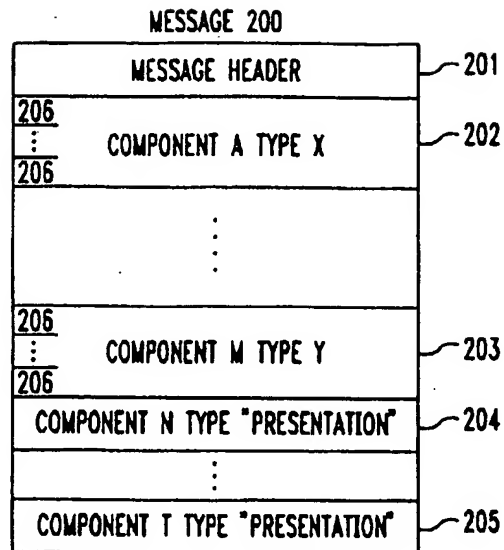 MESSAGE 200
MESSAGE HEADER 201
206
COMPONENT A TYPE X 202
206
206
COMPONENT M TYPE Y 203
206
COMPONENT N TYPE "PRESENTATION" 204
COMPONENT T TYPE "PRESENTATION" 205